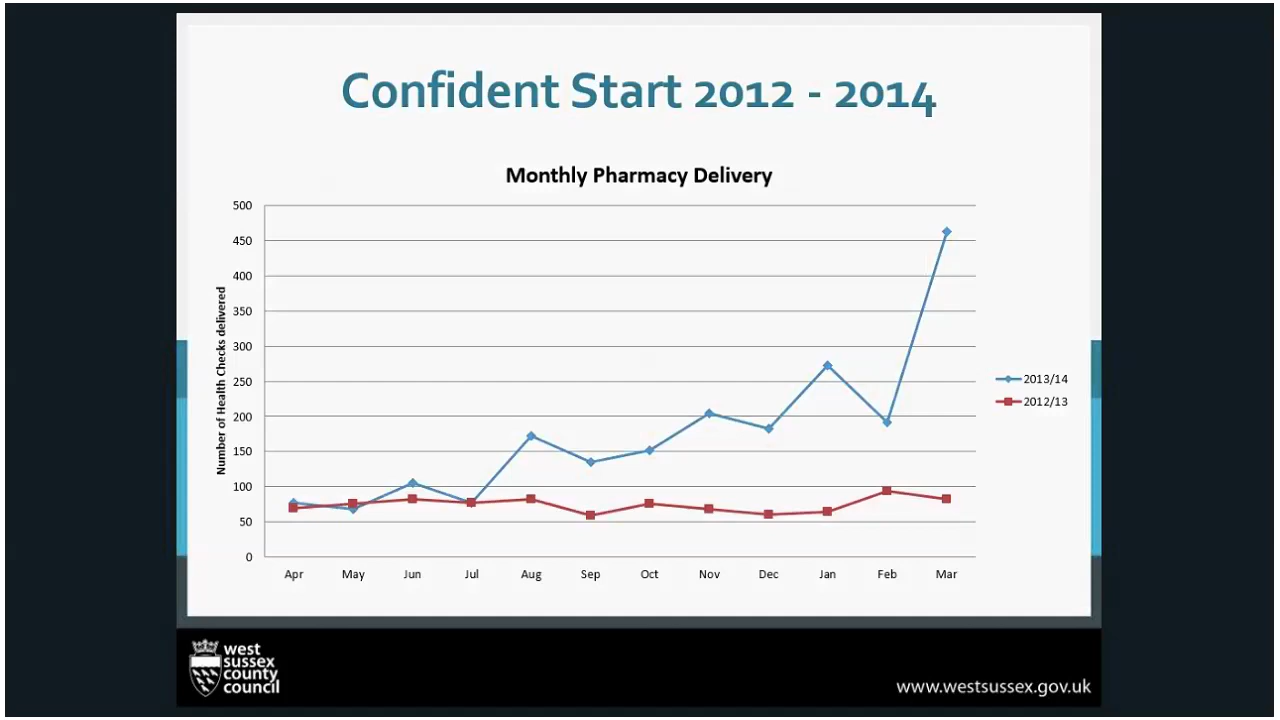 Confident Start 2012 - 2014
Monthly Pharmacy Delivery
Number of Health Checks delivered
500
450
400
350
300
250
200
150
100
50
0
Apr May Jun Jul Aug Sep Oct Nov Dec Jan Feb Mar
2013/14
2012/13
west
sussex
county
council
www.westsussex.gov.uk